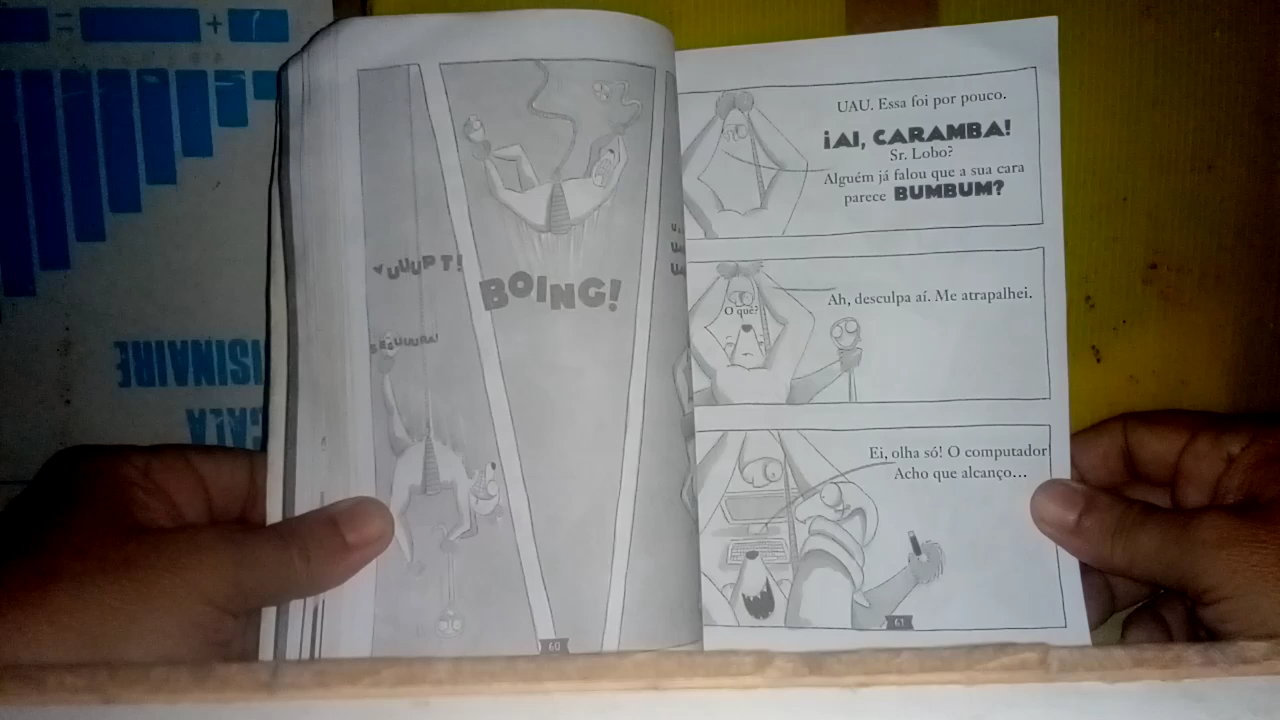 VUUUPT!
SEGUUURA!
BOING!
60
UAU. Essa foi por pouco.
¡AI, CARAMBA!
Sr. Lobo?
Alguém já falou que a sua cara
parece BUMBUM?
Ah, desculpa aí. Me atrapalhei.
O quê?
Ei, olha só! O computador
Acho que alcanço...
61